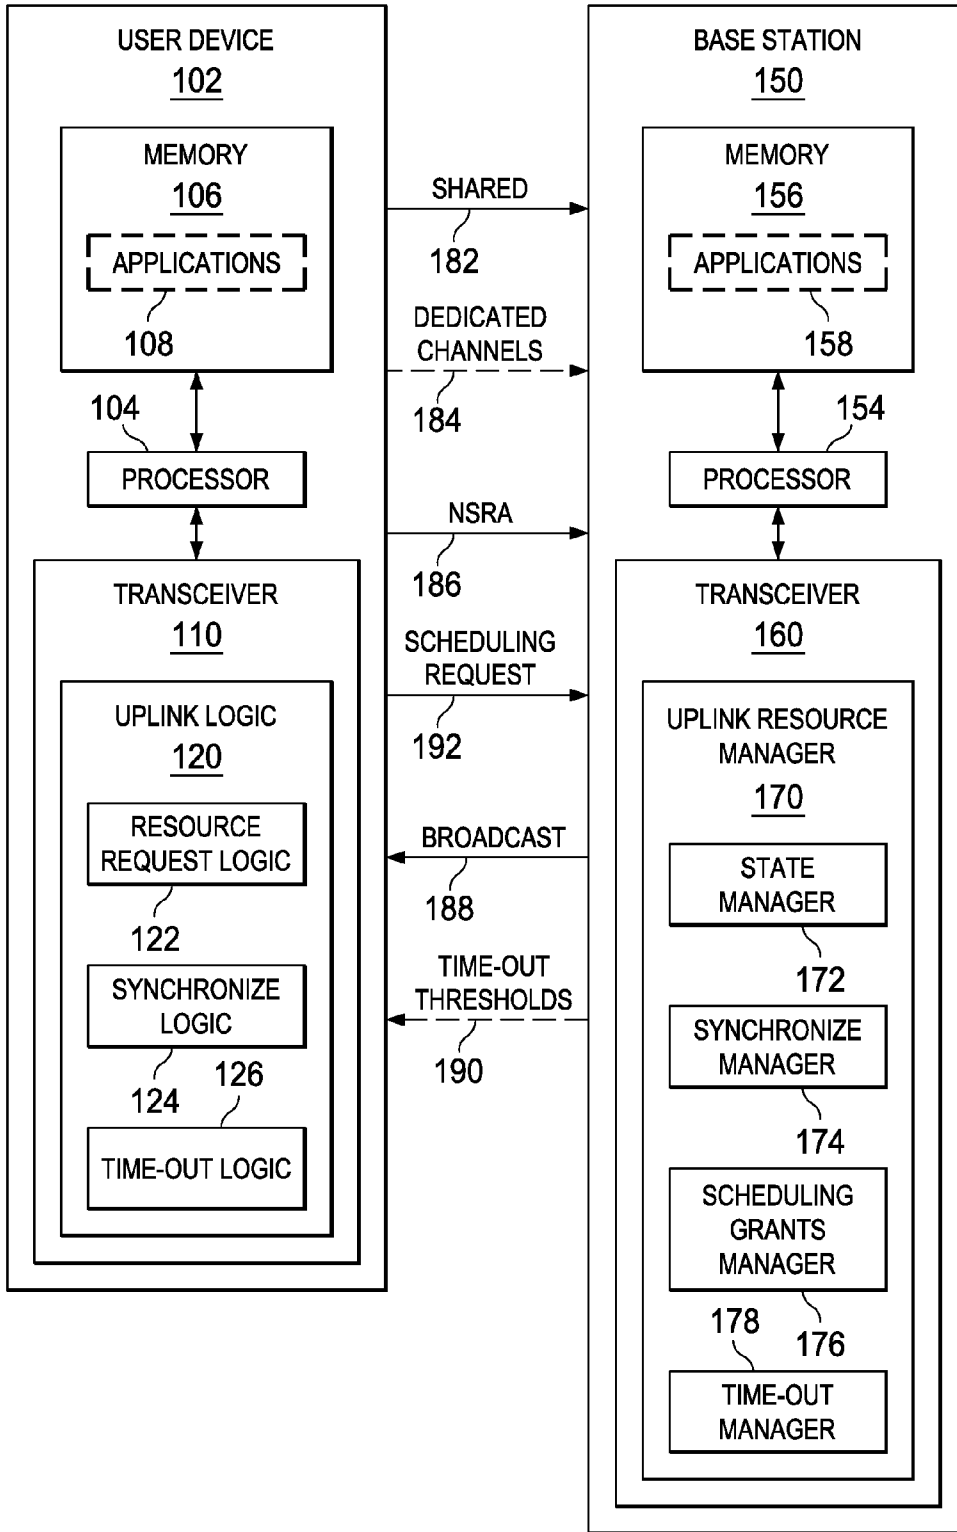 USER DEVICE
102
MEMORY
106
APPLICATIONS
108
104
PROCESSOR
TRANSCEIVER
110
UPLINK LOGIC
120
RESOURCE
REQUEST LOGIC
122
SYNCHRONIZE
LOGIC
124
126
TIME-OUT LOGIC
SHARED
182
DEDICATED
CHANNELS
184
NSRA
186
SCHEDULING
REQUEST
192
BROADCAST
188
TIME-OUT
THRESHOLDS
190
BASE STATION
150
MEMORY
156
APPLICATIONS
158
154
PROCESSOR
TRANSCEIVER
160
UPLINK RESOURCE
MANAGER
170
STATE
MANAGER
172
SYNCHRONIZE
MANAGER
174
SCHEDULING
GRANTS
MANAGER
176
178
TIME-OUT
MANAGER